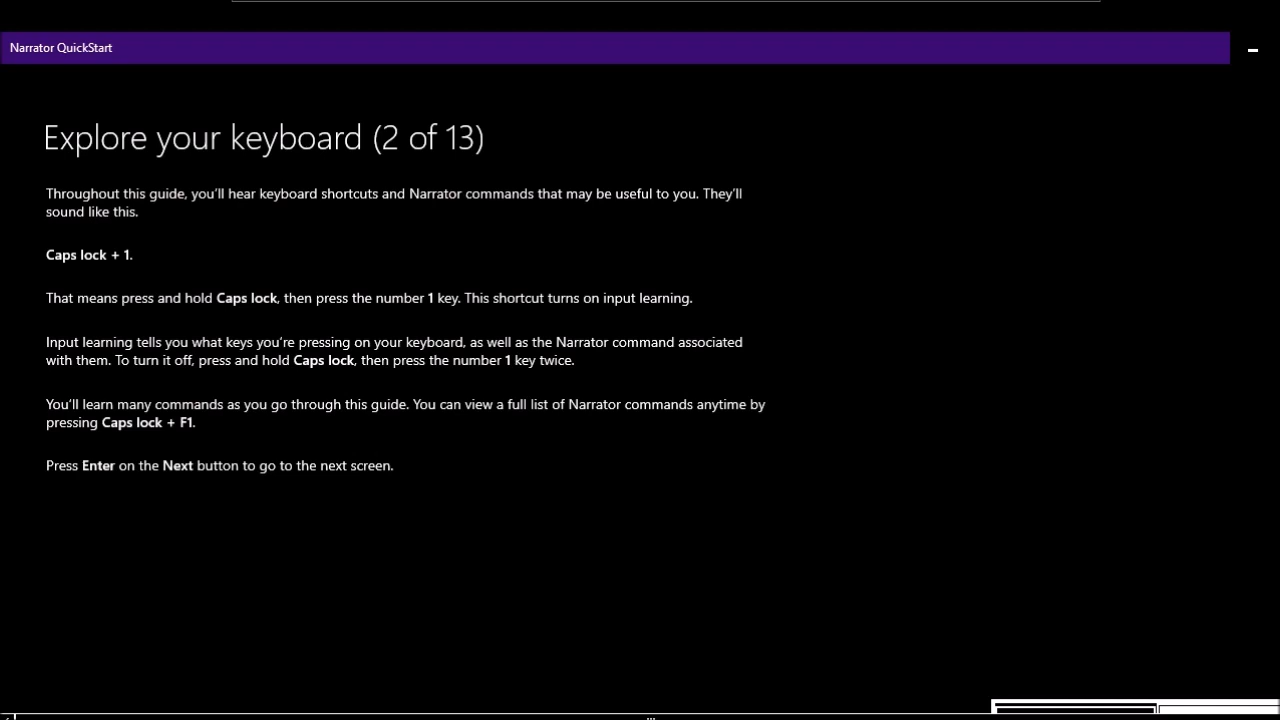 Narrator QuickStart
Explore your keyboard (2 of 13)
Throughout this guide, you'll hear keyboard shortcuts and Narrator commands that may be useful to you. They'll
sound like this.
Caps lock + 1.
That means press and hold Caps lock, then press the number 1 key. This shortcut turns on input learning.
Input learning tells you what keys you're pressing on your keyboard, as well as the Narrator command associated
with them. To turn it off, press and hold Caps lock, then press the number 1 key twice.
You'll learn many commands as you go through this guide. You can view a full list of Narrator commands anytime by
pressing Caps lock + F1.
Press Enter on the Next button to go to the next screen.